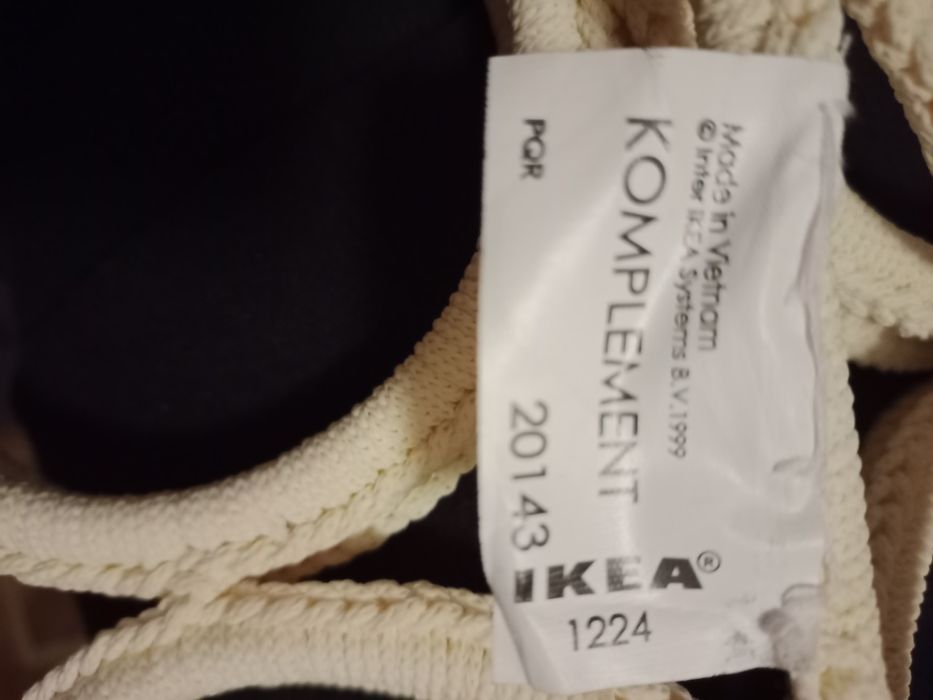 Made in Vietnam
© Inter IKEA Systems B.V. 1999
KOMPLEMENT
PQR
20143
IKEA®
1224